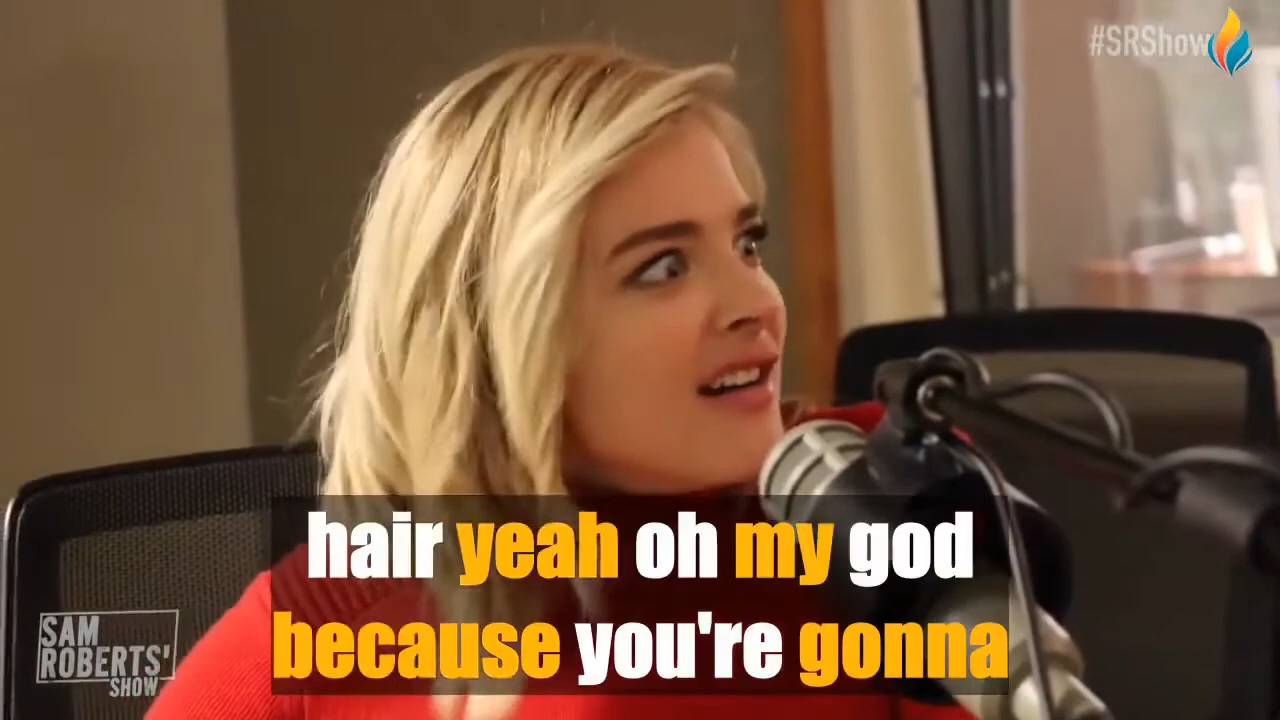 #SRShow
hair yeah oh my god
because you're gonna
SAM
ROBERTS'
SHOW